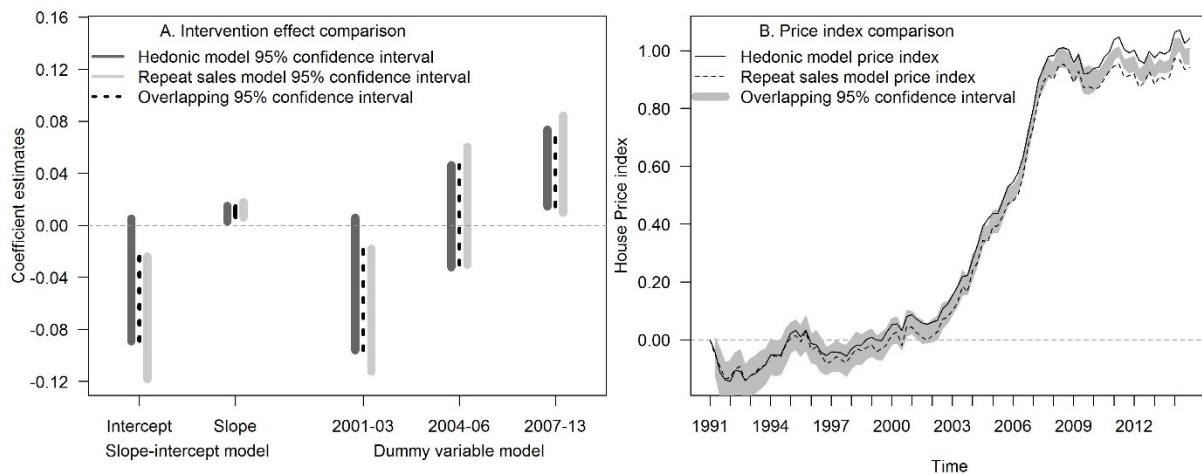 A. Intervention effect comparison
Hedonic model 95% confidence interval
Repeat sales model 95% confidence interval
Overlapping 95% confidence interval
Coefficient estimates
0.16
0.12
0.08
0.04
0.00
-0.04
-0.08
-0.12
Intercept Slope 2001-03 2004-06 2007-13
Slope-intercept model Dummy variable model
B. Price index comparison
Hedonic model price index
Repeat sales model price index
Overlapping 95% confidence interval
House Price index
1.00
0.80
0.60
0.40
0.20
0.00
1991 1994 1997 2000 2003 2006 2009 2012
Time